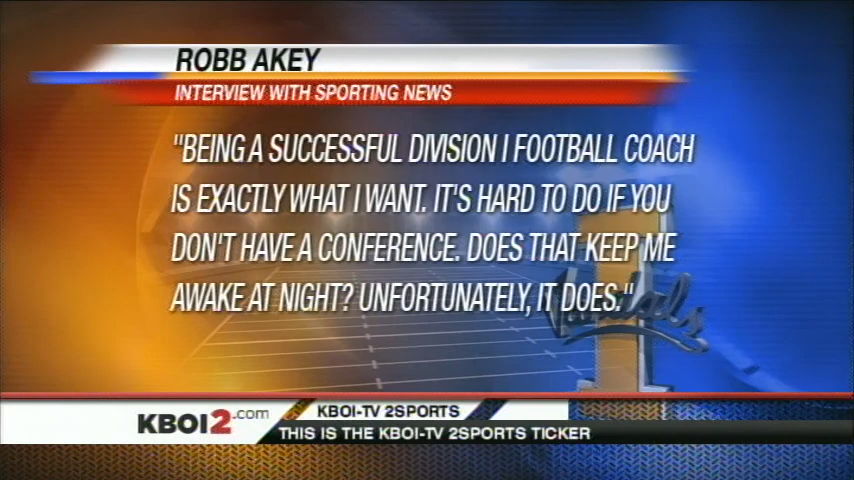 ROBB AKEY
INTERVIEW WITH SPORTING NEWS
"BEING A SUCCESSFUL DIVISION I FOOTBALL COACH
IS EXACTLY WHAT I WANT. IT'S HARD TO DO IF YOU
DON'T HAVE A CONFERENCE. DOES THAT KEEP ME
AWAKE AT NIGHT? UNFORTUNATELY, IT DOES."
Vandals
KBOI2.com
KBOI-TV 2SPORTS
THIS IS THE KBOI-TV 2SPORTS TICKER